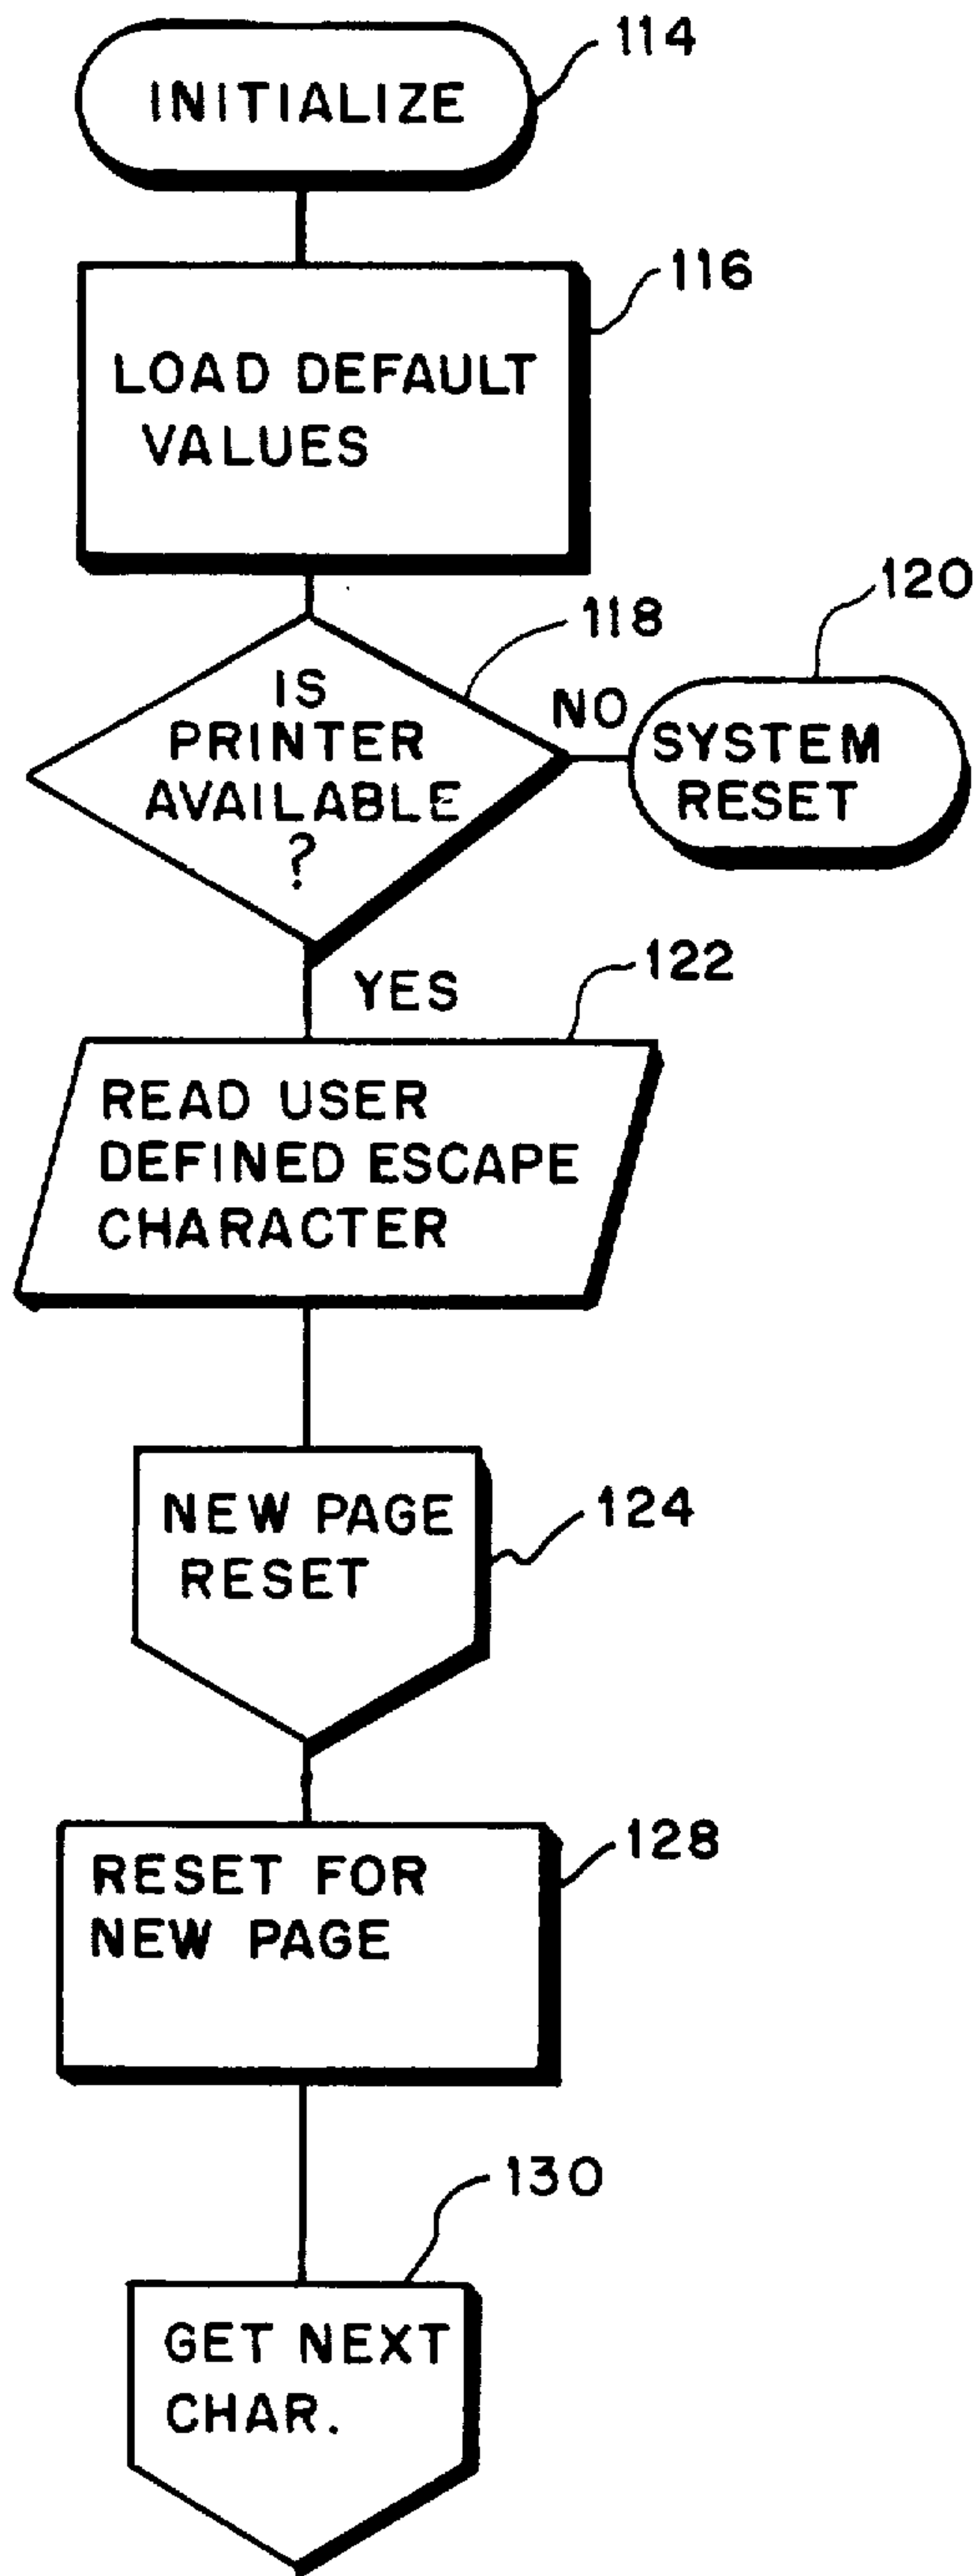 114
INITIALIZE
116
LOAD DEFAULT
VALUES
120
118
IS
PRINTER
AVAILABLE
?
NO
SYSTEM
RESET
YES
122
READ USER
DEFINED ESCAPE
CHARACTER
NEW PAGE
RESET
124
128
RESET FOR
NEW PAGE
130
GET NEXT
CHAR.